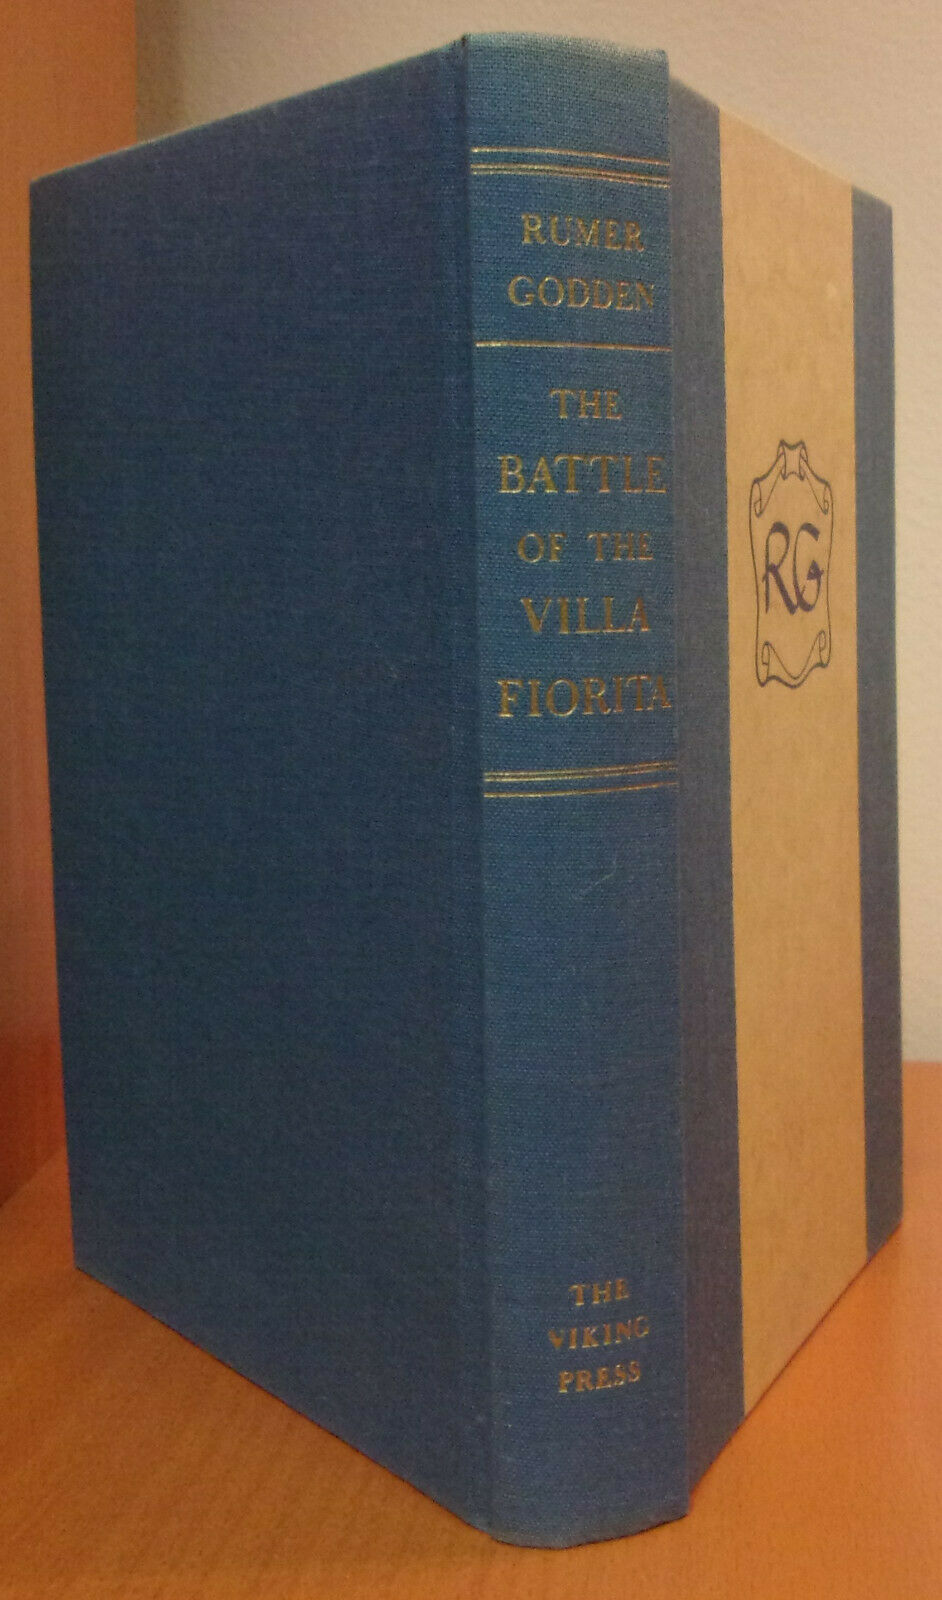 RUMER
GODDEN
THE
BATTLE
OF THE
VILLA
FIORITA
THE
VIKING
PRESS
RG